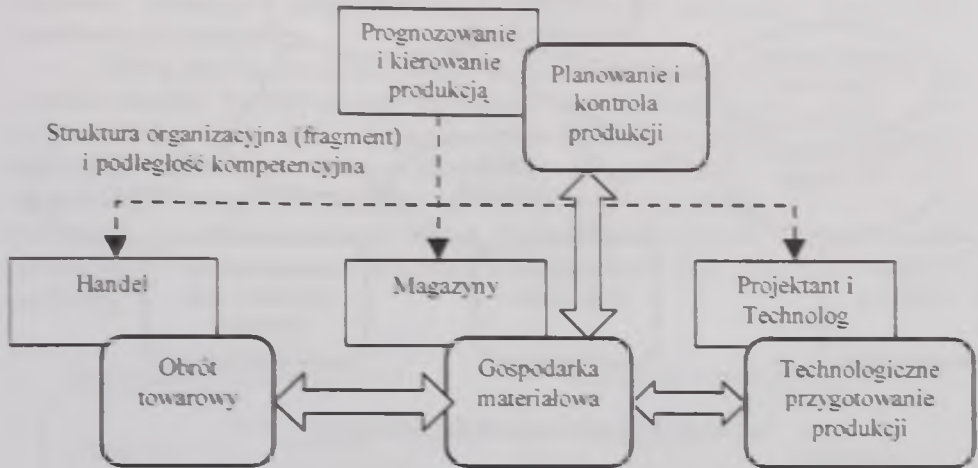 Prognozowanie
i kierowanie
produkcją
Planowanie i
kontrola
produkcji
Struktura organizacyjna (fragment)
i podległość kompetencyjna
Handel
Magazyny
Projektant i
Technolog
Obrót
towarowy
Gospodarka
materiałowa
Technologiczne
przygotowanie
produkcji